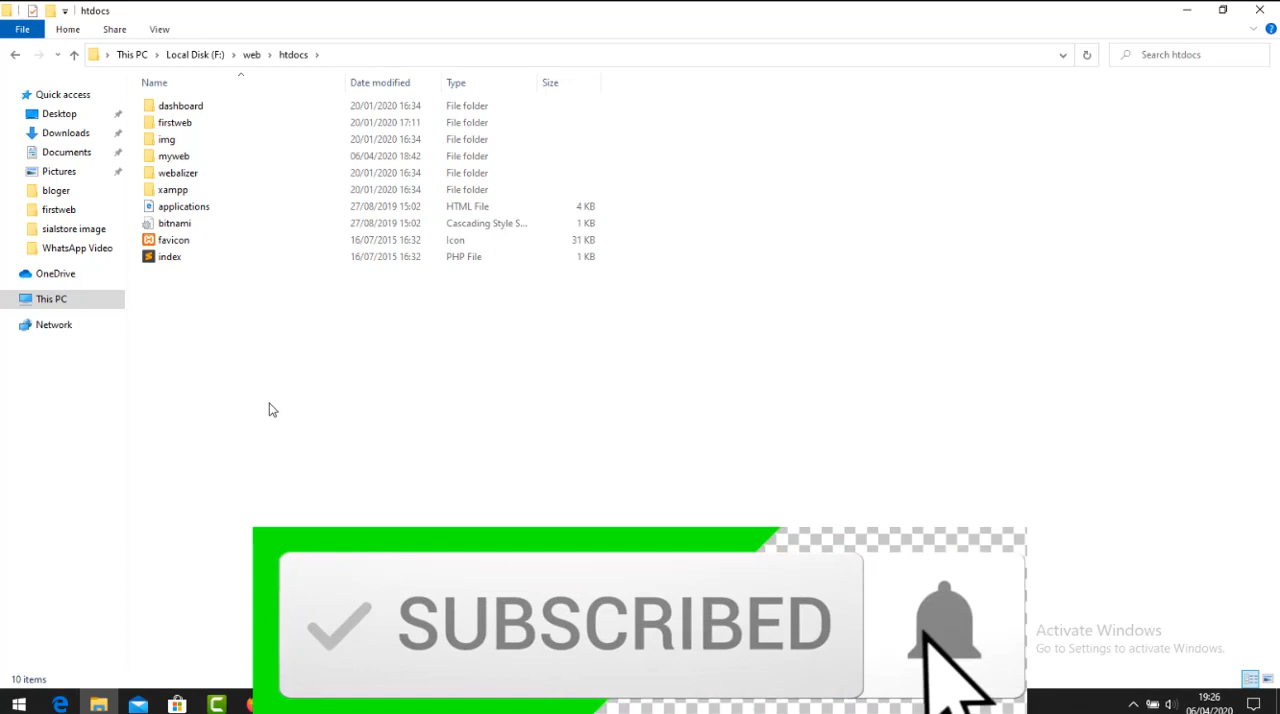 htdocs
File Home Share View
This PC Local Disk (F:) web htdocs Search htdocs
Name Date modified Type Size
Quick access
Desktop
Downloads
Documents
Pictures
bloger
firstweb
sialstore image
WhatsApp Video
OneDrive
This PC
Network
dashboard 20/01/2020 16:34 File folder
firstweb 20/01/2020 17:11 File folder
img 20/01/2020 16:34 File folder
myweb 06/04/2020 18:42 File folder
webalizer 20/01/2020 16:34 File folder
xampp 20/01/2020 16:34 File folder
applications 27/08/2019 15:02 HTML File 4 KB
bitnami 27/08/2019 15:02 Cascading Style S... 1 KB
favicon 16/07/2015 16:32 Icon 31 KB
index 16/07/2015 16:32 PHP File 1 KB
SUBSCRIBED
Activate Windows
Go to Settings to activate Windows.
10 items
19:26
06/04/2020